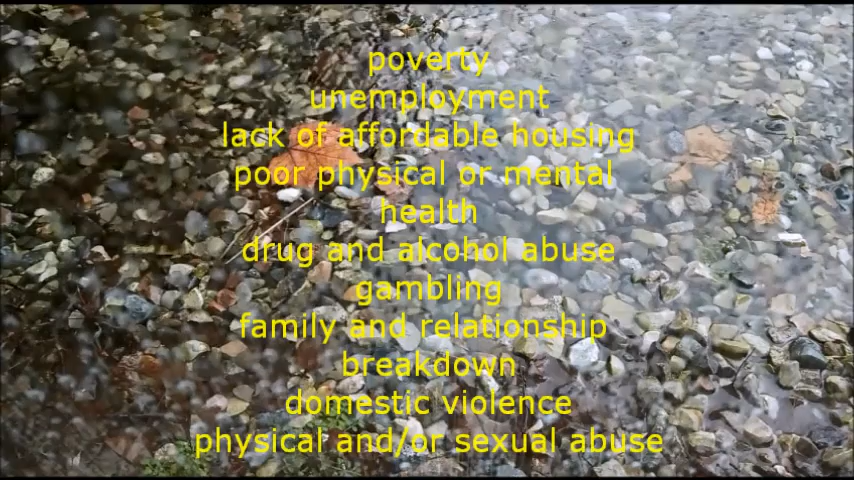 poverty
unemployment
lack of affordable housing
poor physical or mental
health
drug and alcohol abuse
gambling
family and relationship
breakdown
domestic violence
physical and/or sexual abuse